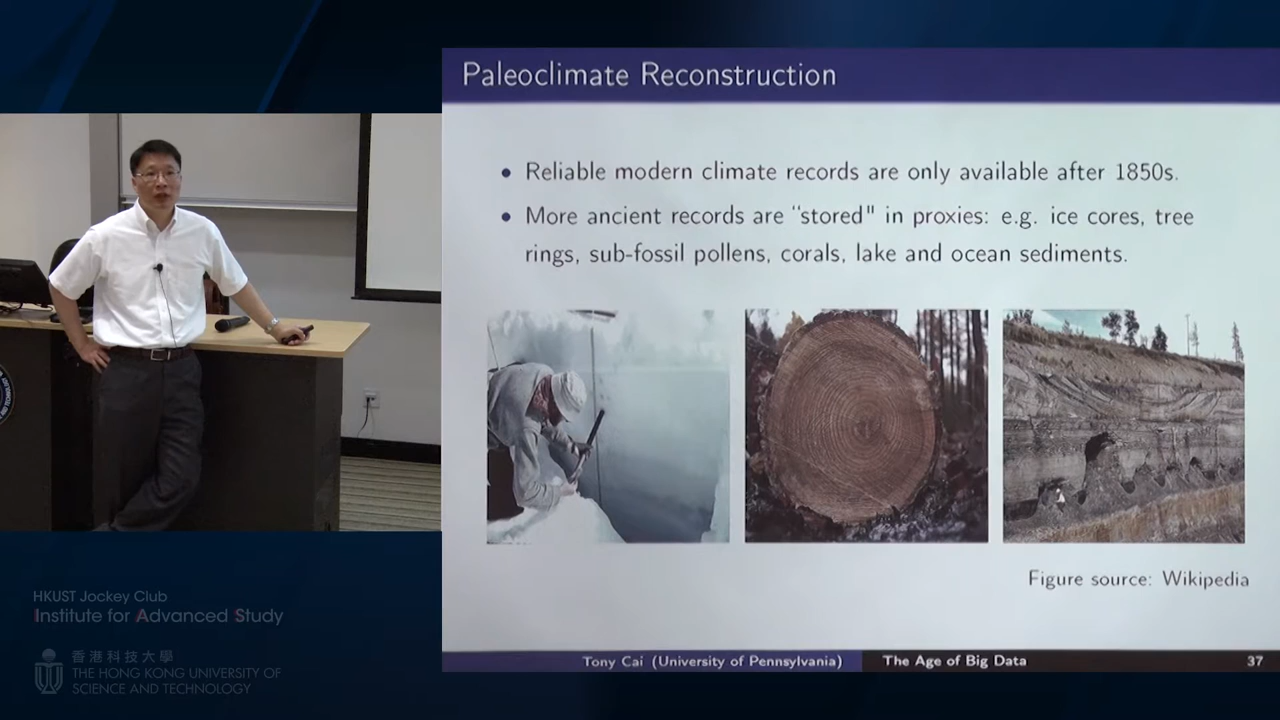 Paleoclimate Reconstruction
Reliable modern climate records are only available after 1850s.
More ancient records are “stored" in proxies: e.g. ice cores, tree
rings, sub-fossil pollens, corals, lake and ocean sediments.
Figure source: Wikipedia
Tony Cai (University of Pennsylvania) The Age of Big Data 37
HKUST Jockey Club
Institute for Advanced Study
香港科技大學
THE HONG KONG UNIVERSITY OF
SCIENCE AND TECHNOLOGY